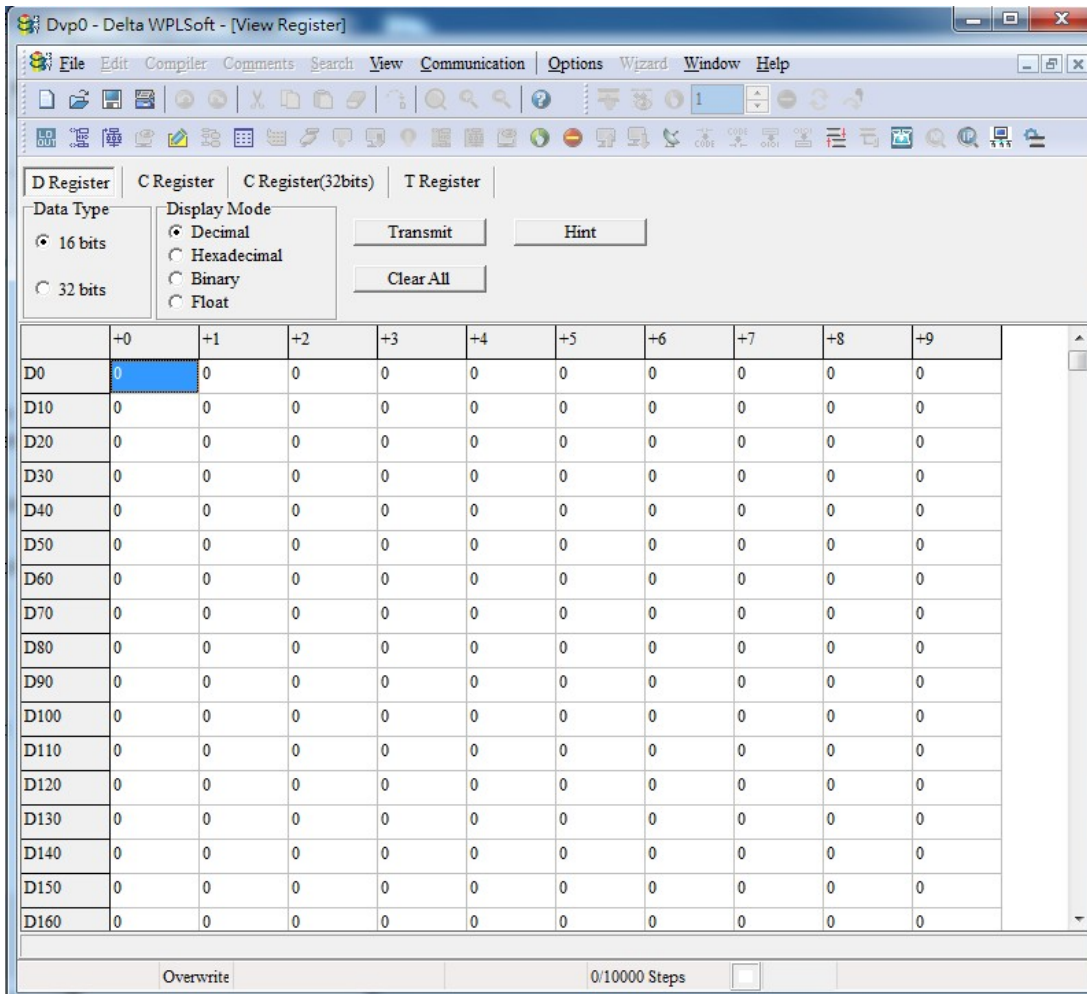 Dvp0 - Delta WPLSoft - [View Register]
File Edit Compiler Comments Search View Communication Options Wizard Window Help
1
D Register C Register C Register(32bits) T Register
Data Type Display Mode
16 bits
32 bits
Decimal
Hexadecimal
Binary
Float
Transmit Hint
Clear All
+0 +1 +2 +3 +4 +5 +6 +7 +8 +9
D0 0 0 0 0 0 0 0 0 0 0
D10 0 0 0 0 0 0 0 0 0 0
D20 0 0 0 0 0 0 0 0 0 0
D30 0 0 0 0 0 0 0 0 0 0
D40 0 0 0 0 0 0 0 0 0 0
D50 0 0 0 0 0 0 0 0 0 0
D60 0 0 0 0 0 0 0 0 0 0
D70 0 0 0 0 0 0 0 0 0 0
D80 0 0 0 0 0 0 0 0 0 0
D90 0 0 0 0 0 0 0 0 0 0
D100 0 0 0 0 0 0 0 0 0 0
D110 0 0 0 0 0 0 0 0 0 0
D120 0 0 0 0 0 0 0 0 0 0
D130 0 0 0 0 0 0 0 0 0 0
D140 0 0 0 0 0 0 0 0 0 0
D150 0 0 0 0 0 0 0 0 0 0
D160 0 0 0 0 0 0 0 0 0 0
Overwrite 0/10000 Steps